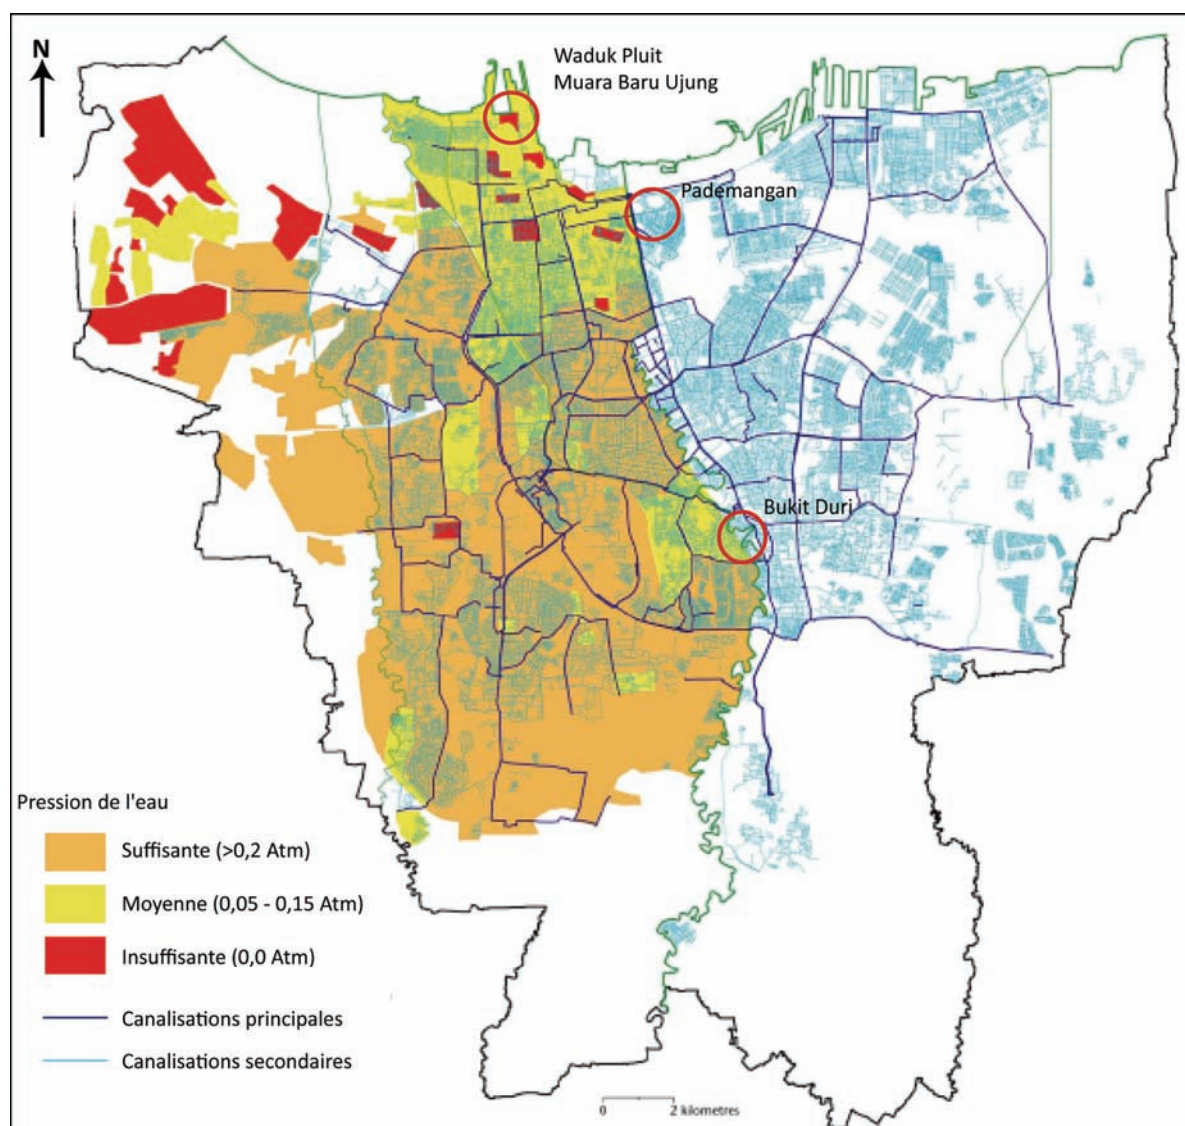 N
Waduk Pluit
Muara Baru Ujung
Pademangan
Bukit Duri
Pression de l'eau
Suffisante (>0,2 Atm)
Moyenne (0,05 - 0,15 Atm)
Insuffisante (0,0 Atm)
Canalisations principales
Canalisations secondaires
0 2 kilometres